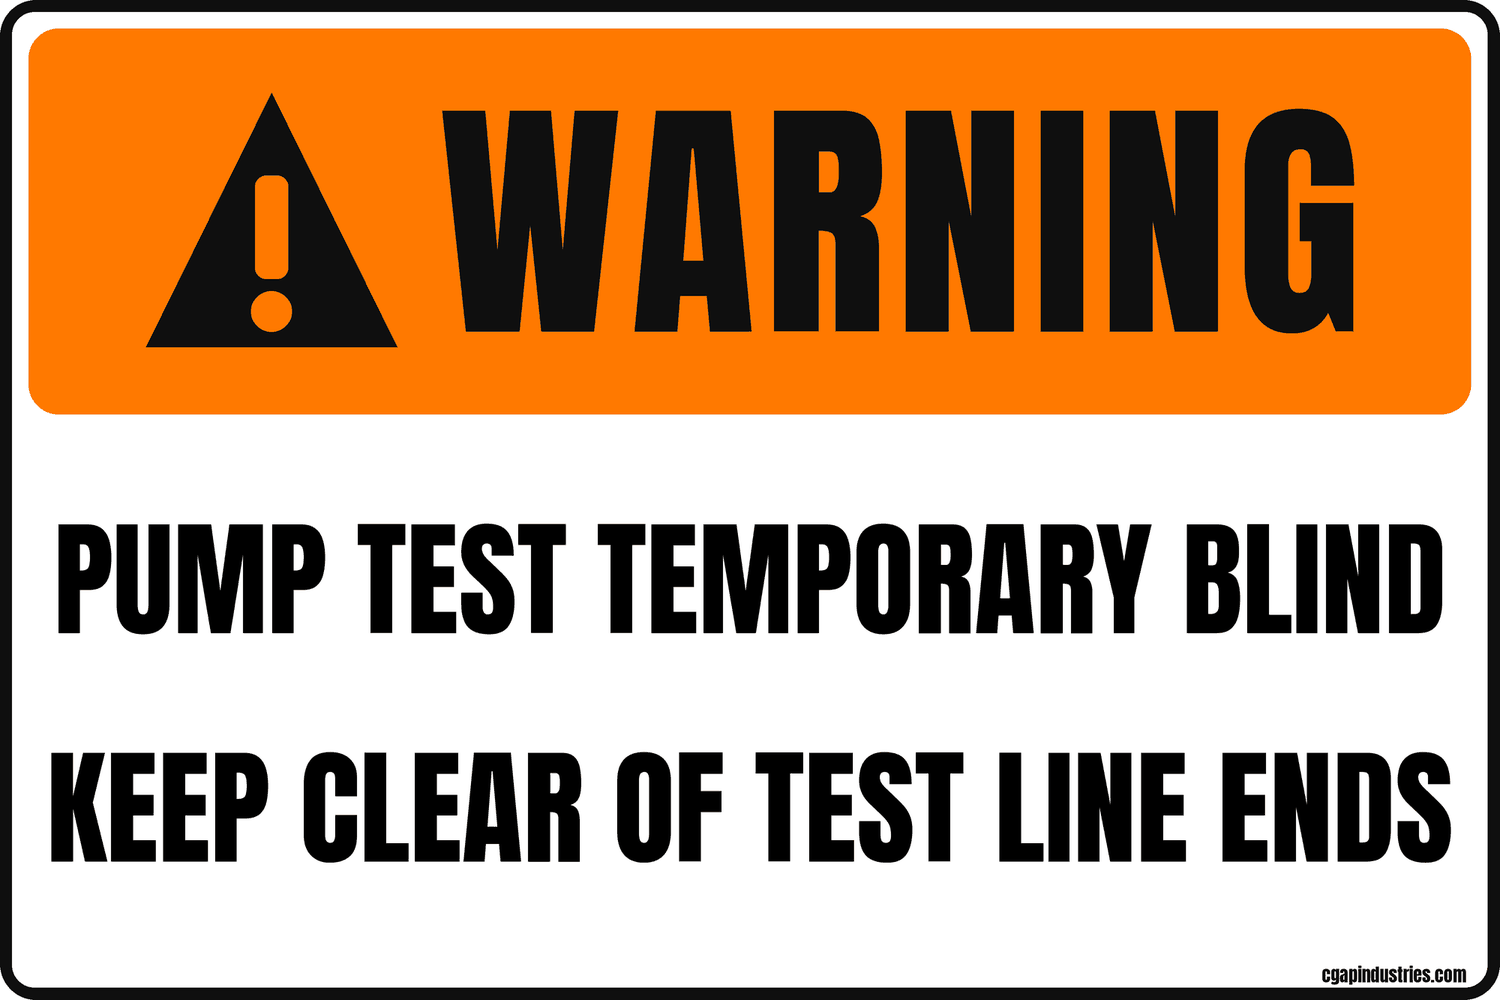 WARNING
PUMP TEST TEMPORARY BLIND
KEEP CLEAR OF TEST LINE ENDS
cgapindustries.com